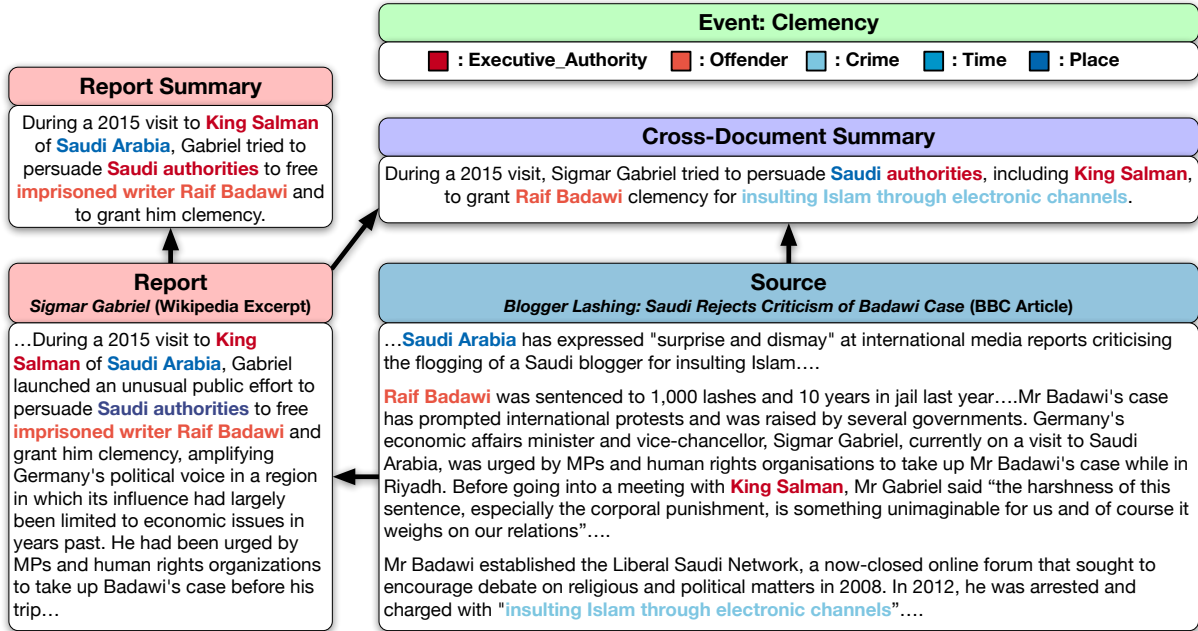 Event: Clemency
: Executive_Authority : Offender : Crime : Time : Place
Report Summary
During a 2015 visit to King Salman
of Saudi Arabia, Gabriel tried to
persuade Saudi authorities to free
imprisoned writer Raif Badawi and
to grant him clemency.
Cross-Document Summary
During a 2015 visit, Sigmar Gabriel tried to persuade Saudi authorities, including King Salman,
to grant Raif Badawi clemency for insulting Islam through electronic channels.
Report
Sigmar Gabriel (Wikipedia Excerpt)
…During a 2015 visit to King
Salman of Saudi Arabia, Gabriel
launched an unusual public effort to
persuade Saudi authorities to free
imprisoned writer Raif Badawi and
grant him clemency, amplifying
Germany's political voice in a region
in which its influence had largely
been limited to economic issues in
years past. He had been urged by
MPs and human rights organizations
to take up Badawi's case before his
trip…
Source
Blogger Lashing: Saudi Rejects Criticism of Badawi Case (BBC Article)
…Saudi Arabia has expressed "surprise and dismay" at international media reports criticising
the flogging of a Saudi blogger for insulting Islam….
Raif Badawi was sentenced to 1,000 lashes and 10 years in jail last year….Mr Badawi's case
has prompted international protests and was raised by several governments. Germany's
economic affairs minister and vice-chancellor, Sigmar Gabriel, currently on a visit to Saudi
Arabia, was urged by MPs and human rights organisations to take up Mr Badawi's case while in
Riyadh. Before going into a meeting with King Salman, Mr Gabriel said “the harshness of this
sentence, especially the corporal punishment, is something unimaginable for us and of course it
weighs on our relations”….
Mr Badawi established the Liberal Saudi Network, a now-closed online forum that sought to
encourage debate on religious and political matters in 2008. In 2012, he was arrested and
charged with "insulting Islam through electronic channels”….